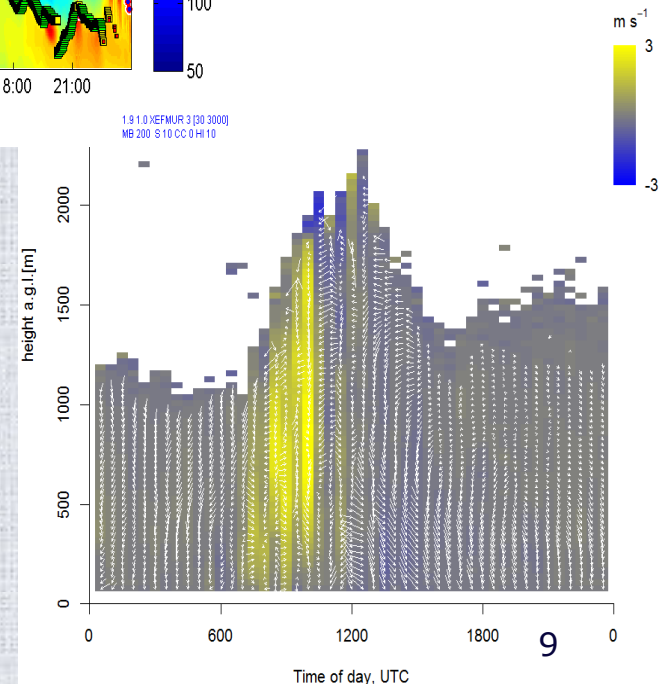 100
50
8:00 21:00
m s⁻¹
3
-3
1.9 1.0 XEFMUR 3 [30 3000]
MB 200 S 10 CC 0 HI 10
height a.g.l.[m]
2000
1500
1000
500
0
0 600 1200 1800 0
9
Time of day, UTC